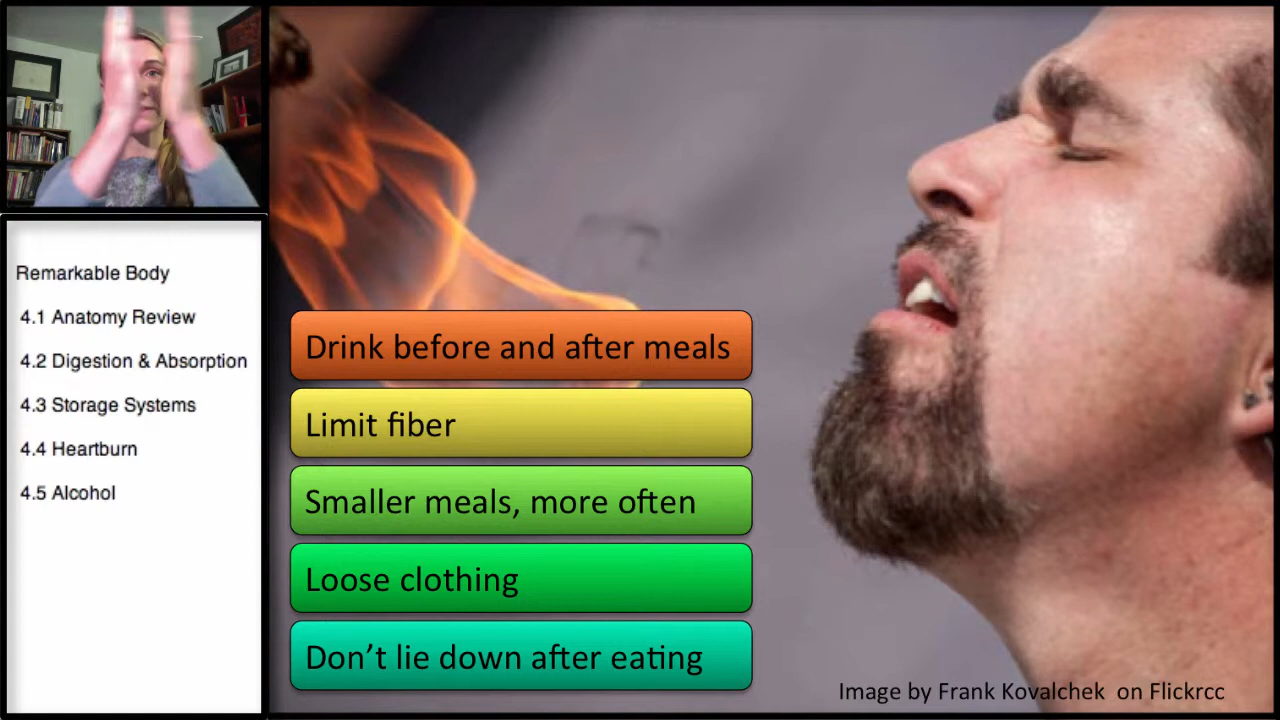 Remarkable Body
4.1 Anatomy Review
4.2 Digestion & Absorption
4.3 Storage Systems
4.4 Heartburn
4.5 Alcohol
Drink before and after meals
Limit fiber
Smaller meals, more often
Loose clothing
Don’t lie down after eating
Image by Frank Kovalchek on Flickrcc